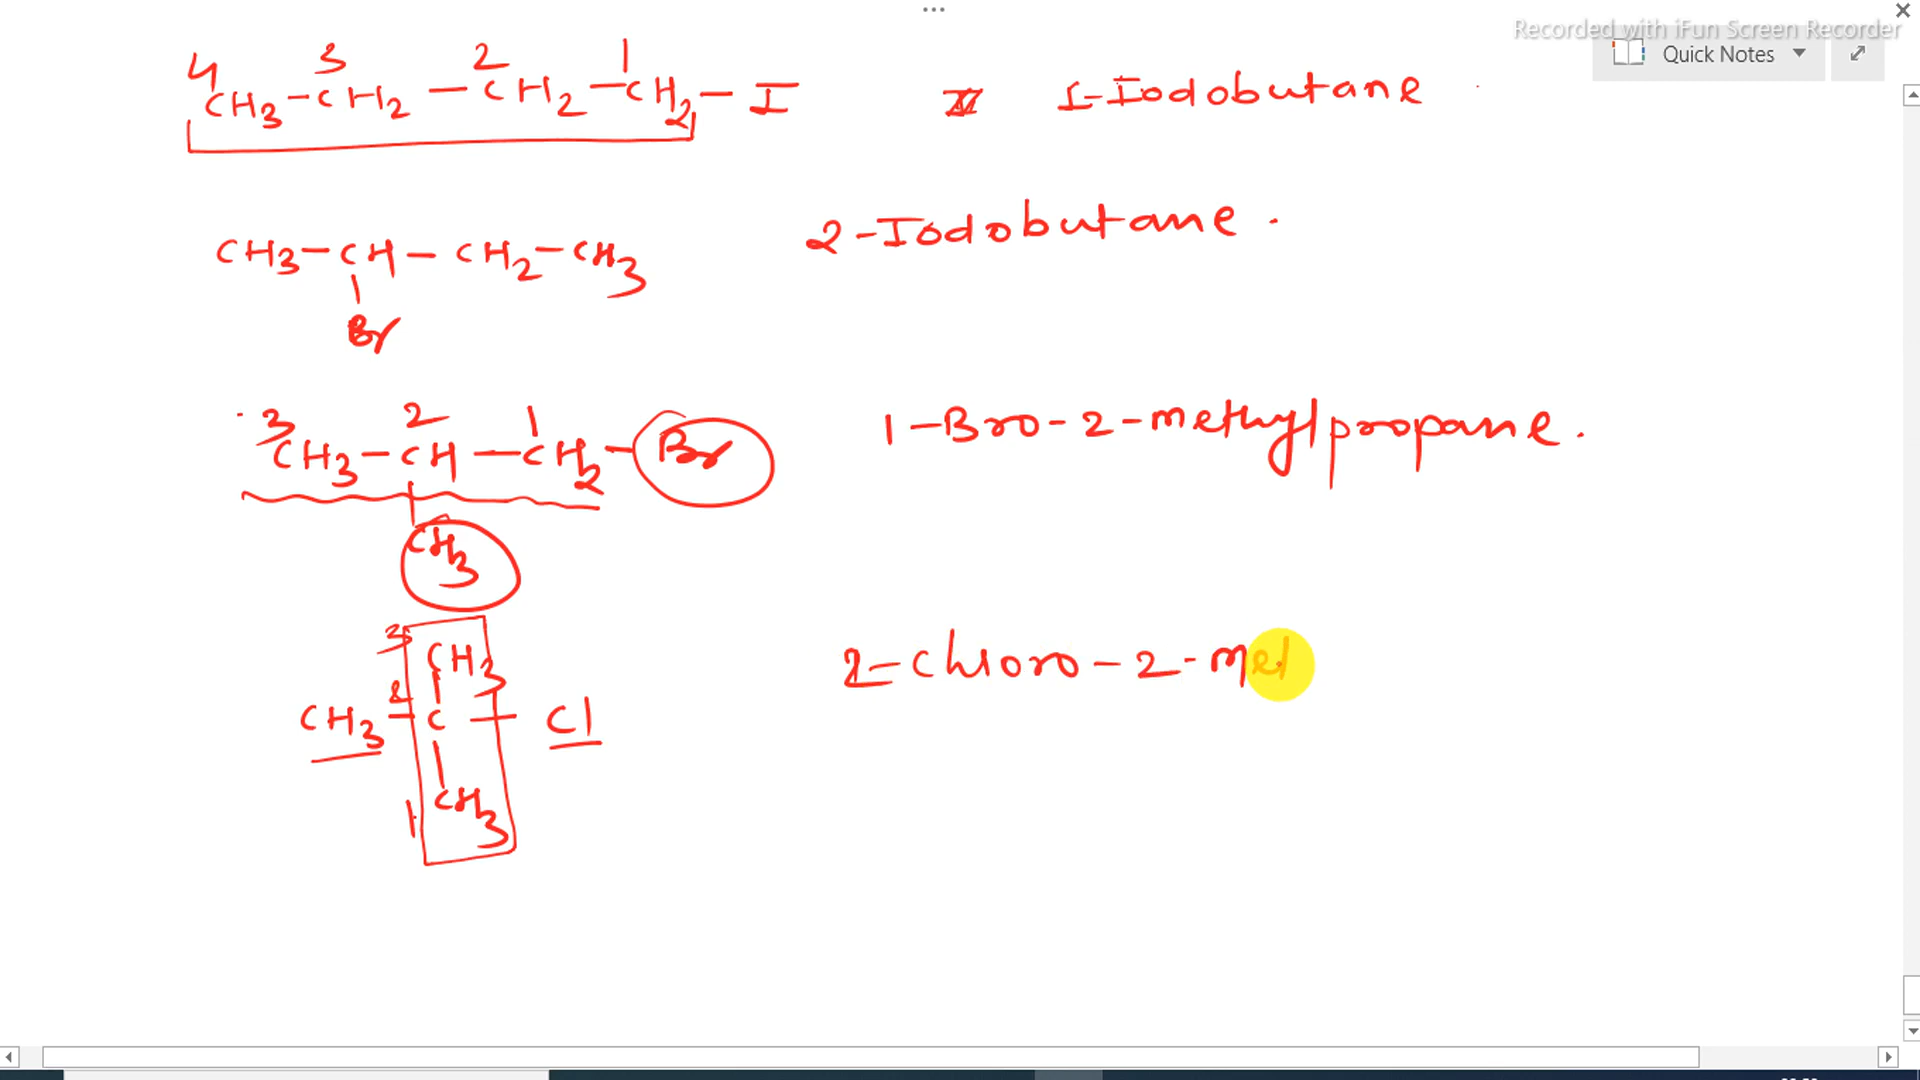 Recorded with iFun Screen Recorder
Quick Notes
4 3 2 1
CH3-CH2-CH2-CH2-I 1-Iodobutane
CH3-CH-CH2-CH3 2-Iodobutane.
Br
3 2 1
CH3-CH-CH2-Br 1-Bro-2-methylpropane.
CH3
3
CH3
2-Chloro-2-met
2
CH3-C-Cl
1 CH3